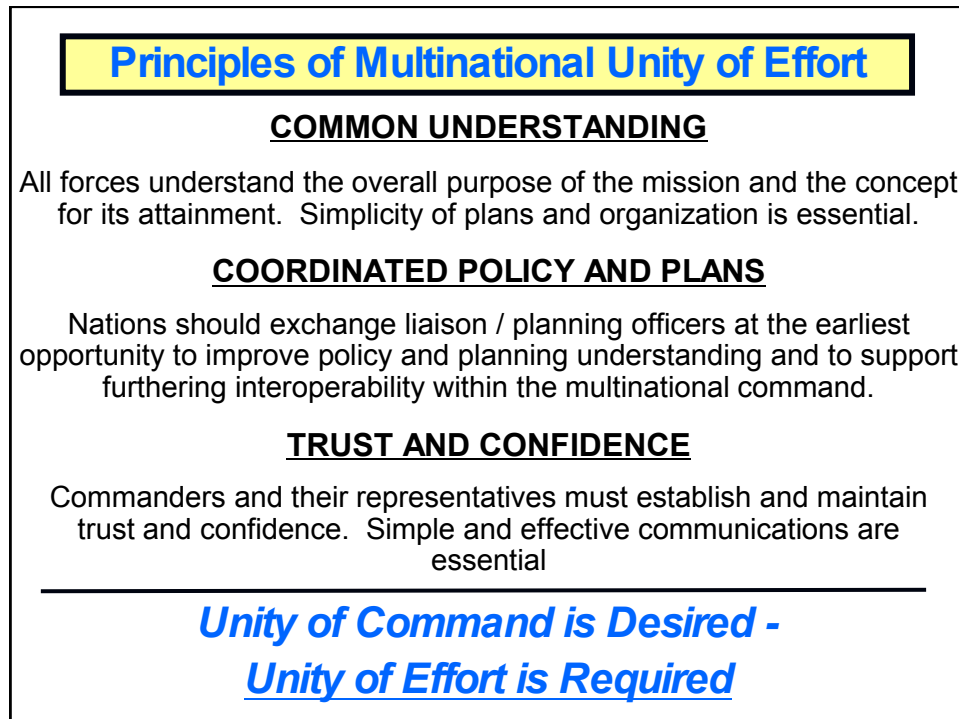 Principles of Multinational Unity of Effort
COMMON UNDERSTANDING
All forces understand the overall purpose of the mission and the concept
for its attainment.  Simplicity of plans and organization is essential.
COORDINATED POLICY AND PLANS
Nations should exchange liaison / planning officers at the earliest
opportunity to improve policy and planning understanding and to support
furthering interoperability within the multinational command.
TRUST AND CONFIDENCE
Commanders and their representatives must establish and maintain
trust and confidence.  Simple and effective communications are
essential
Unity of Command is Desired -
Unity of Effort is Required